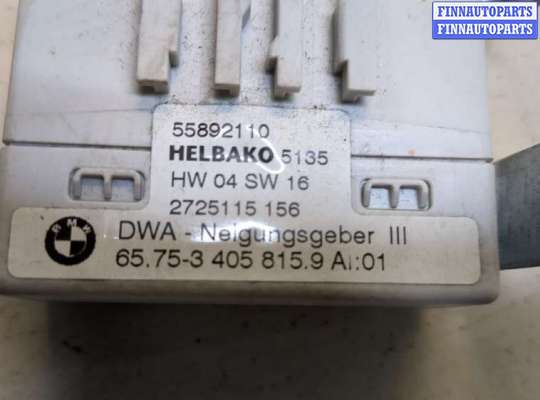 FINNAUTOPARTS
FINNAUTOPARTS
55892110
HELBAKO 5135
HW 04 SW 16
2725115 156
BMW
DWA - Neigungsgeber III
65.75-3 405 815.9 AI:01